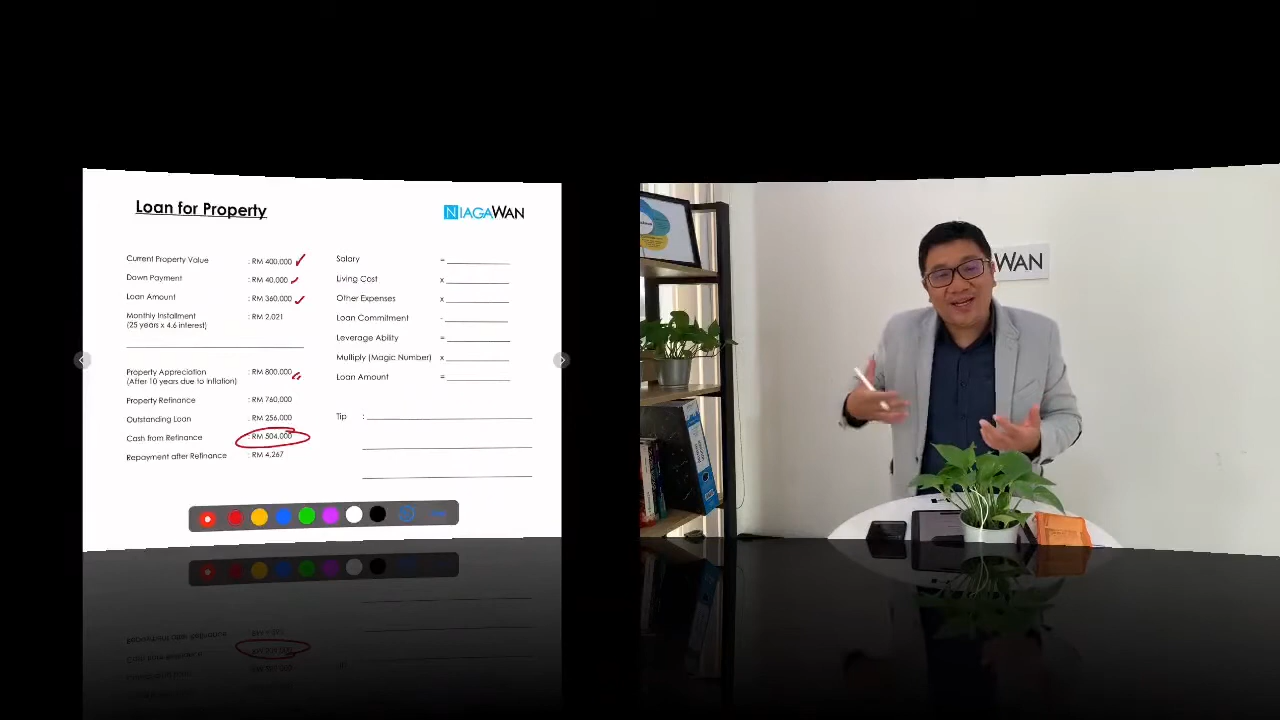 Loan for Property
NIAGAWAN
Current Property Value : RM 400,000
Down Payment : RM 40,000
Loan Amount : RM 360,000
Monthly Installment : RM 2,021
(25 years x 4.6 interest)
Property Appreciation : RM 800,000
(After 10 years due to inflation)
Property Refinance : RM 760,000
Outstanding Loan : RM 256,000
Cash from Refinance : RM 504,000
Repayment after Refinance : RM 4,267
Salary =
Living Cost x
Other Expenses x
Loan Commitment -
Leverage Ability =
Multiply (Magic Number) x
Loan Amount =
Tip :
WAN